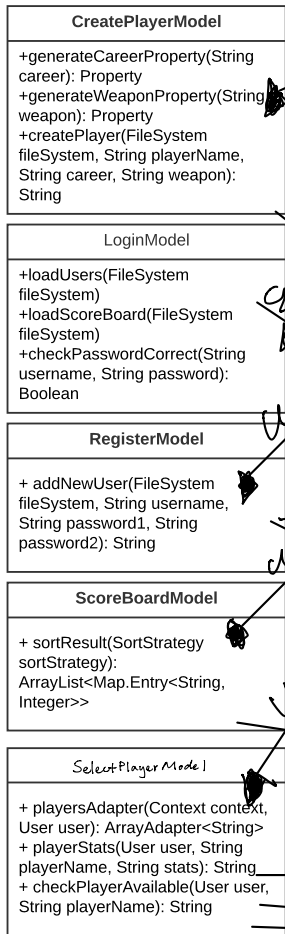 CreatePlayerModel
+generateCareerProperty(String
career): Property
+generateWeaponProperty(String
weapon): Property
+createPlayer(FileSystem
fileSystem, String playerName,
String career, String weapon):
String
LoginModel
+loadUsers(FileSystem
fileSystem)
+loadScoreBoard(FileSystem
fileSystem)
+checkPasswordCorrect(String
username, String password):
Boolean
RegisterModel
+ addNewUser(FileSystem
fileSystem, String username,
String password1, String
password2): String
ScoreBoardModel
+ sortResult(SortStrategy
sortStrategy):
ArrayList<Map.Entry<String,
Integer>>
SelectPlayerModel
+ playersAdapter(Context context,
User user): ArrayAdapter<String>
+ playerStats(User user, String
playerName, String stats): String
+ checkPlayerAvailable(User user,
String playerName): String